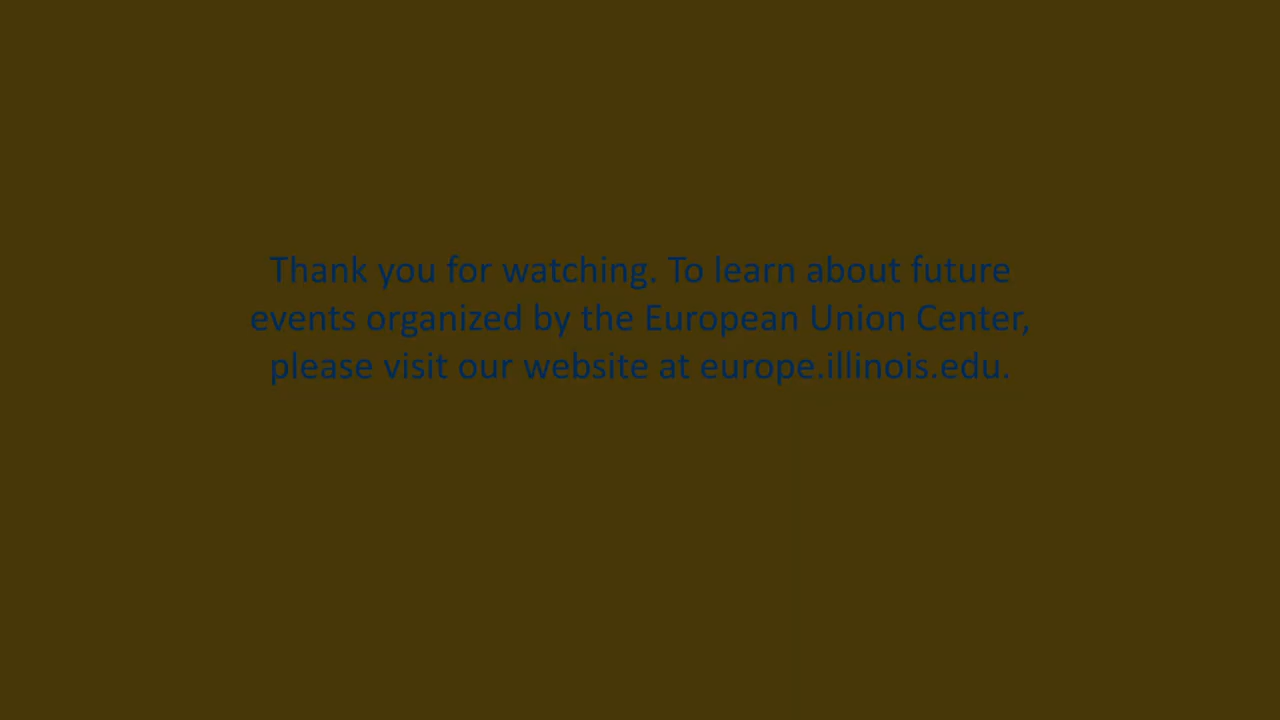 Thank you for watching. To learn about future
events organized by the European Union Center,
please visit our website at europe.illinois.edu.